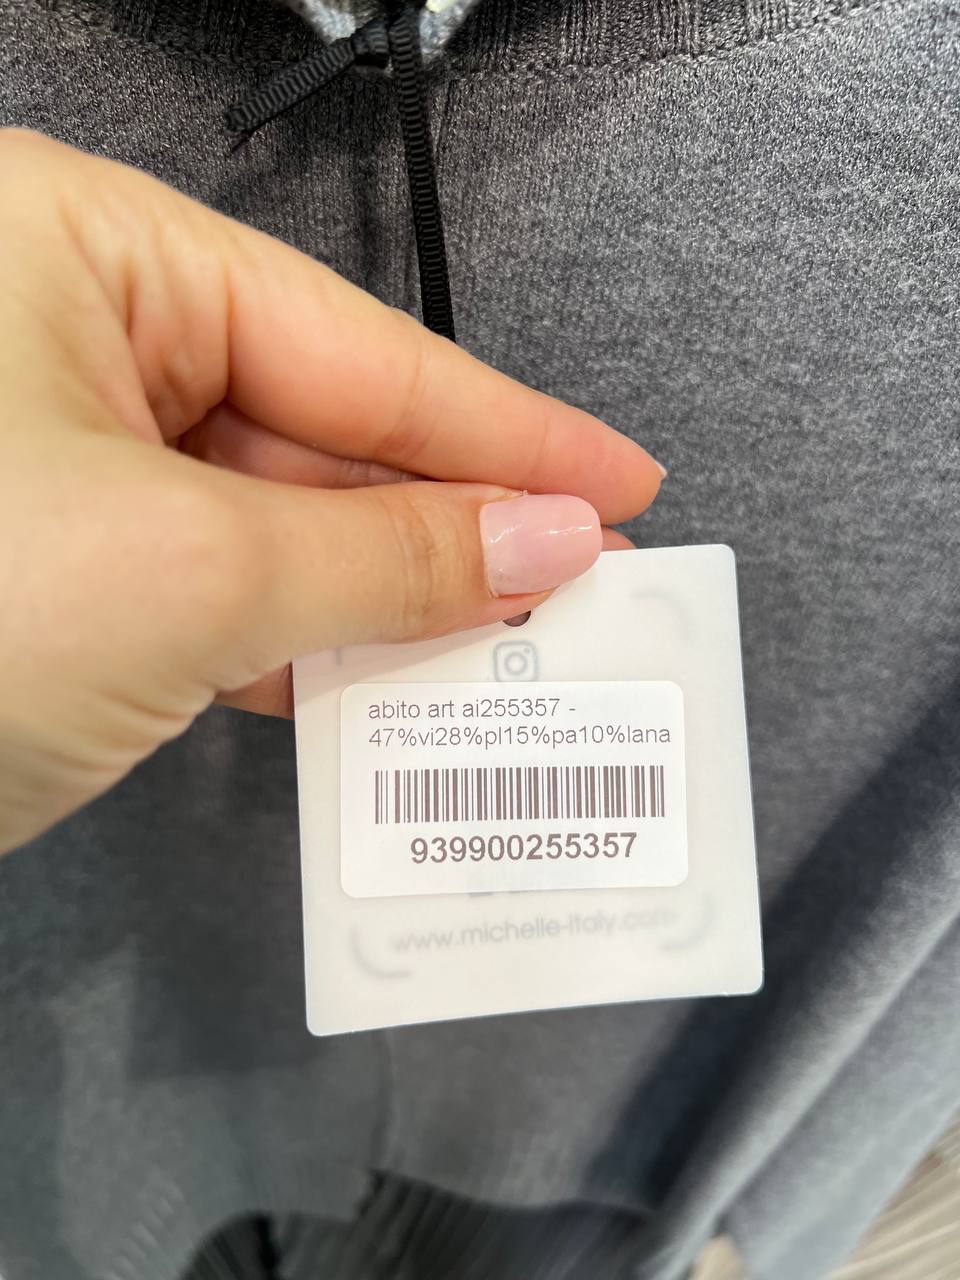 abito art ai255357 -
47%vi28%pl15%pa10%lana
939900255357
www.michelle-italy.com